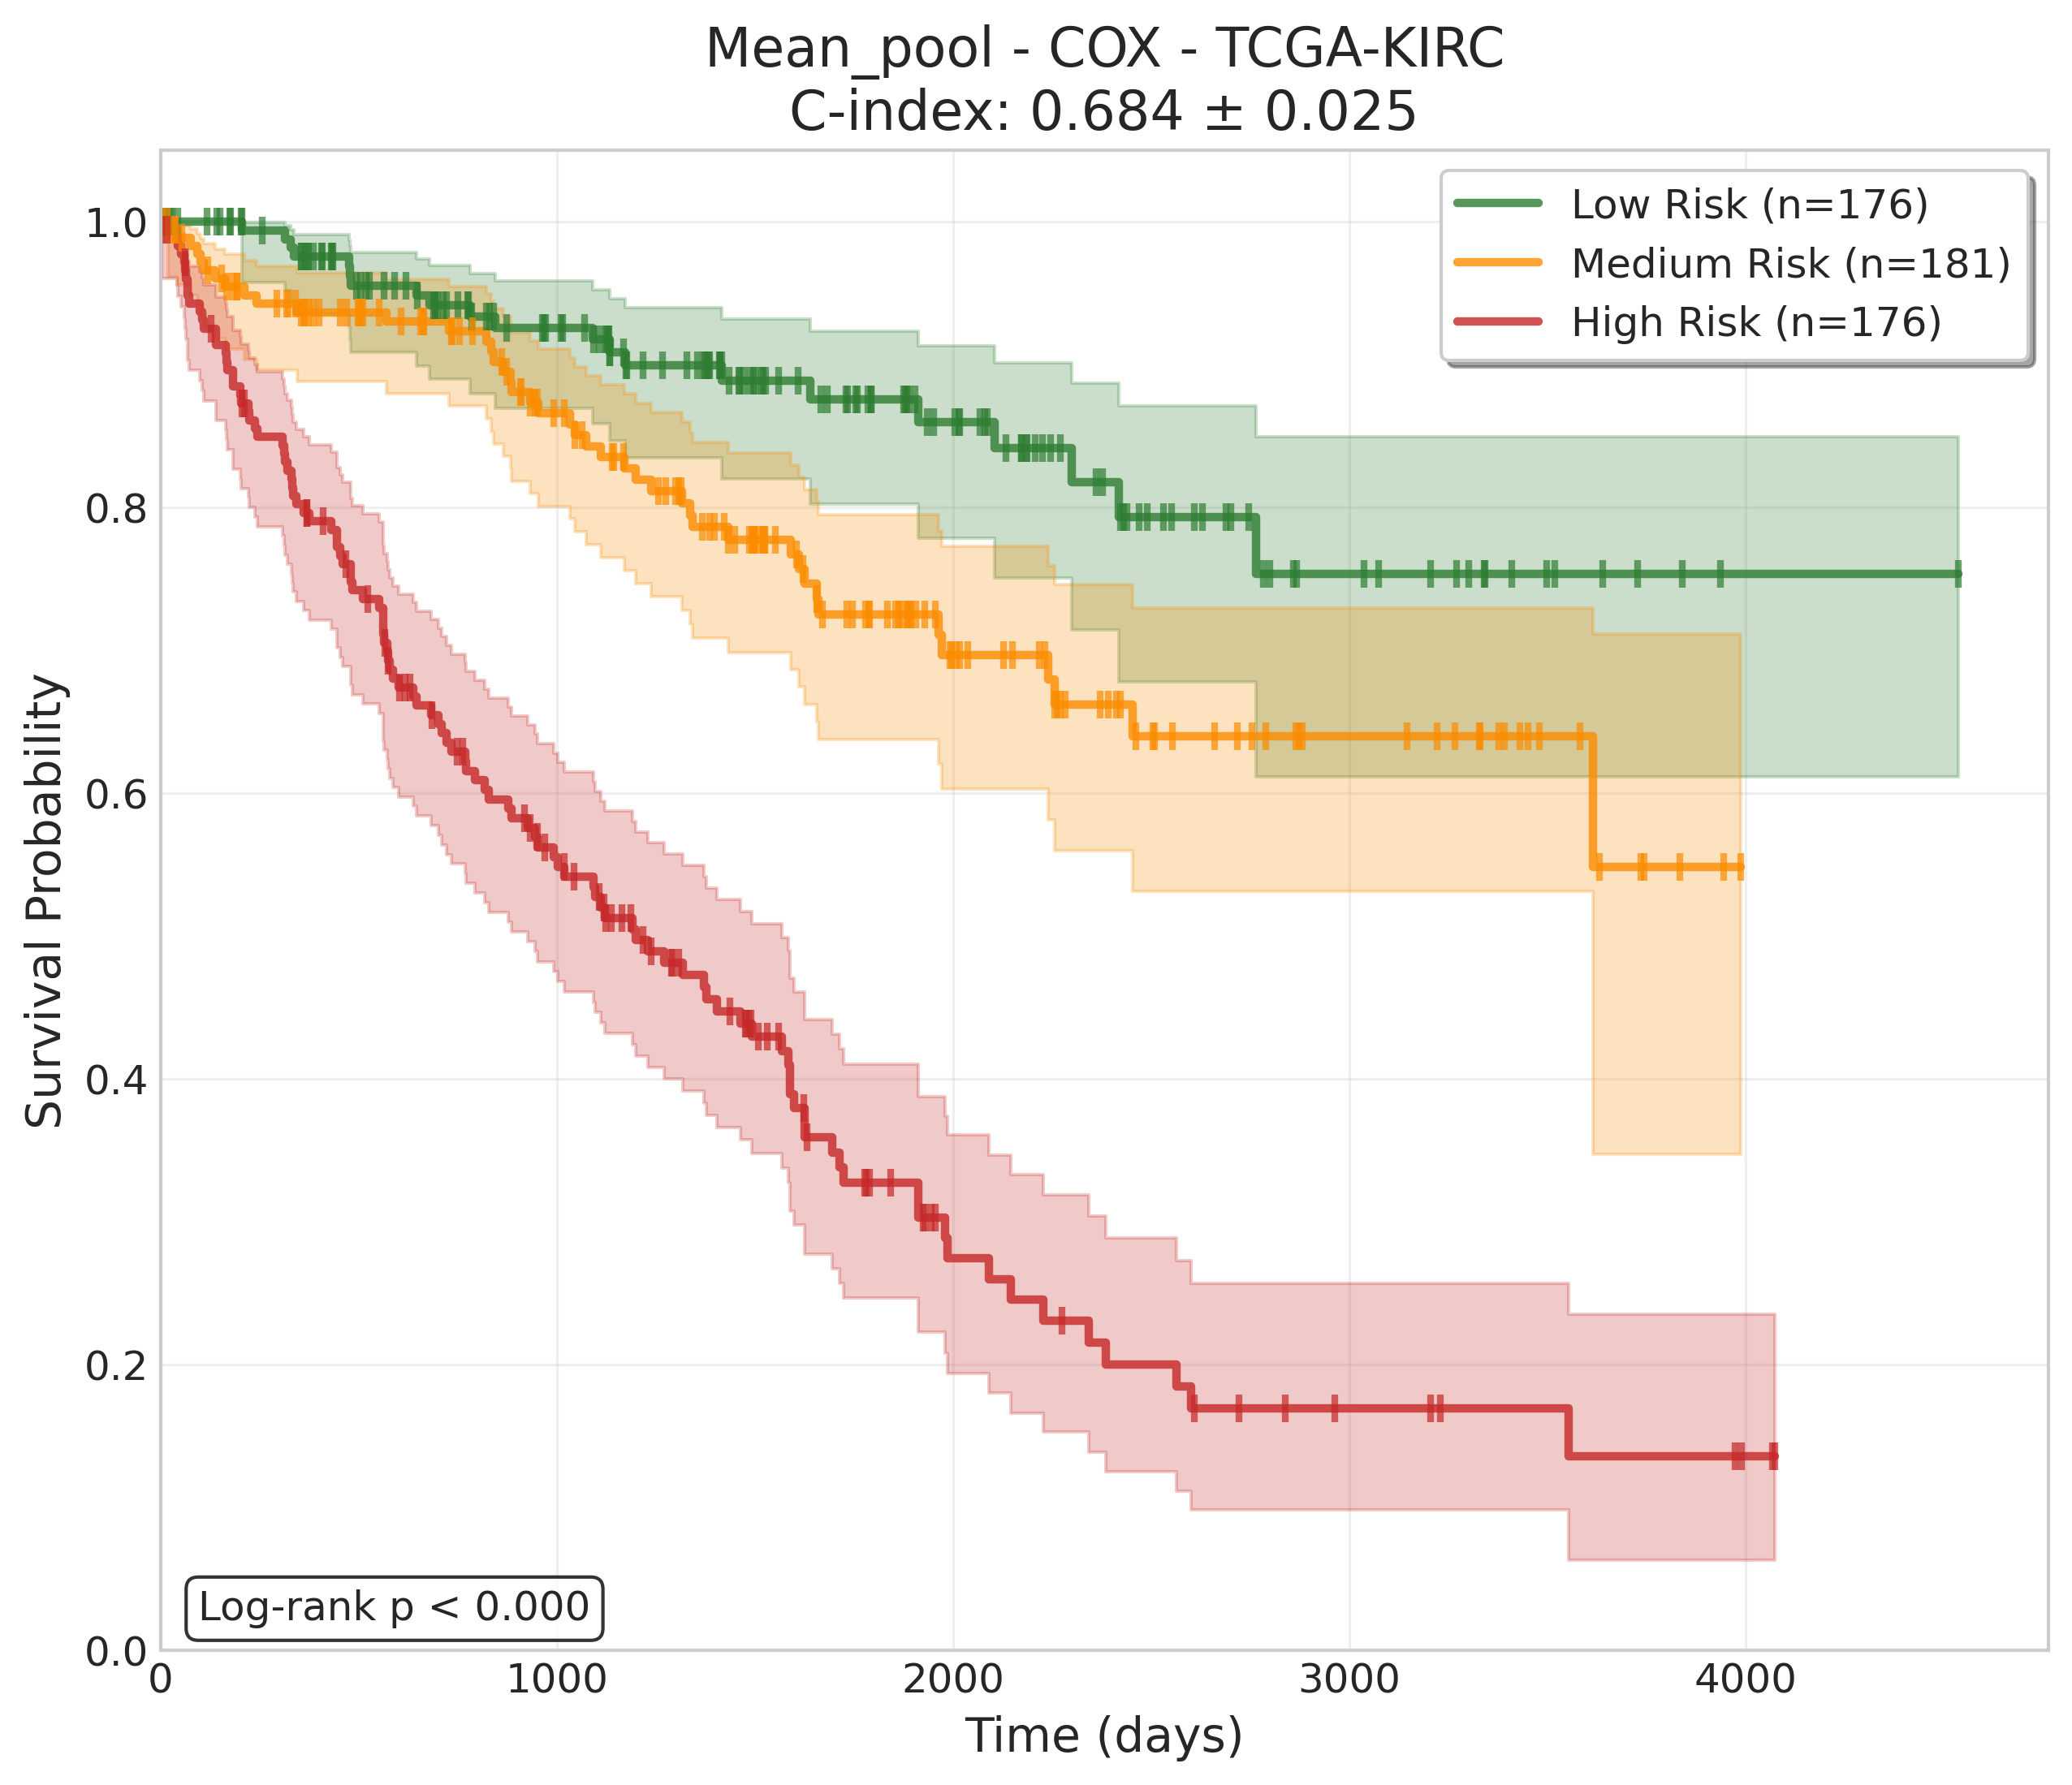 Mean_pool - COX - TCGA-KIRC
C-index: 0.684 ± 0.025
Low Risk (n=176)
Medium Risk (n=181)
High Risk (n=176)
Survival Probability
1.0
0.8
0.6
0.4
0.2
0.0
Log-rank p < 0.000
0
1000
2000
3000
4000
Time (days)